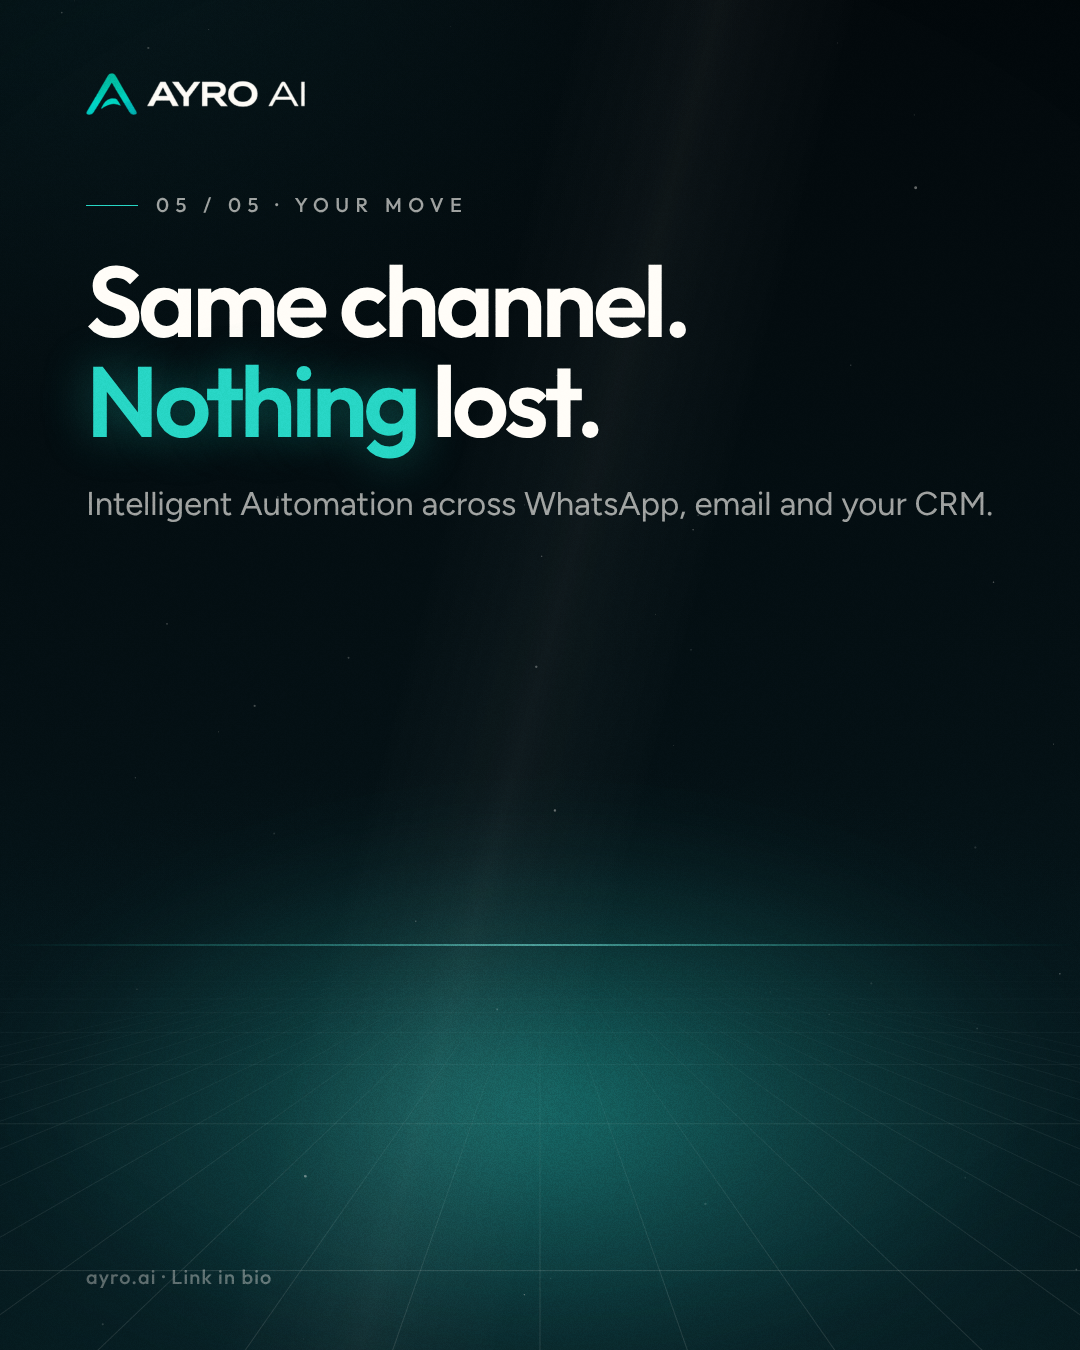 AYRO AI
05 / 05 · YOUR MOVE
Same channel.
Nothing lost.
Intelligent Automation across WhatsApp, email and your CRM.
ayro.ai · Link in bio